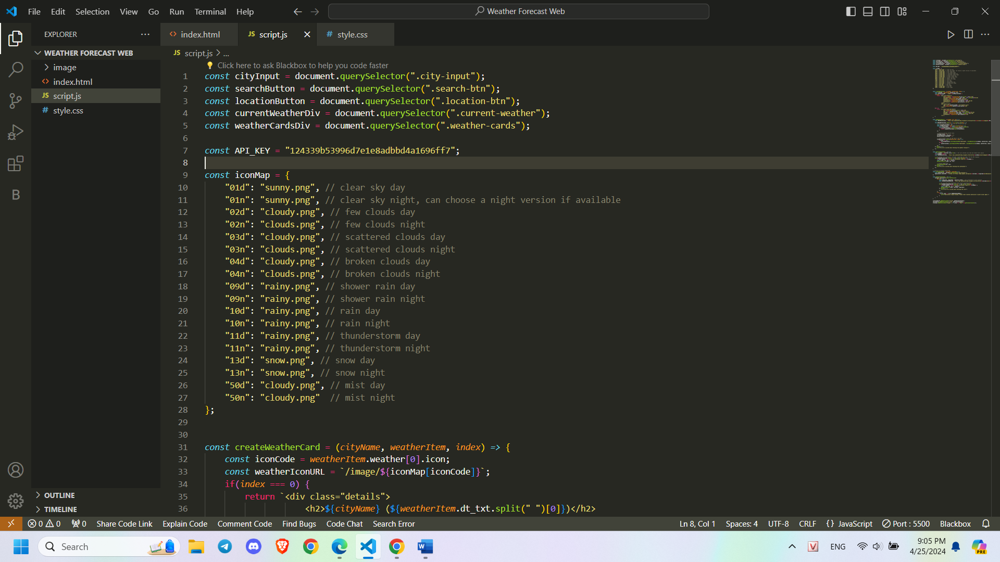 File Edit Selection View Go Run Terminal Help
Weather Forecast Web
EXPLORER
WEATHER FORECAST WEB
image
index.html
script.js
style.css
OUTLINE
TIMELINE
index.html
JS script.js
# style.css
JS script.js > ...
Click here to ask Blackbox to help you code faster
1 const cityInput = document.querySelector(".city-input");
2 const searchButton = document.querySelector(".search-btn");
3 const locationButton = document.querySelector(".location-btn");
4 const currentWeatherDiv = document.querySelector(".current-weather");
5 const weatherCardsDiv = document.querySelector(".weather-cards");
6
7 const API_KEY = "124339b53996d7e1e8adbbd4a1696ff7";
8
9 const iconMap = {
10 "01d": "sunny.png", // clear sky day
11 "01n": "sunny.png", // clear sky night, can choose a night version if available
12 "02d": "cloudy.png", // few clouds day
13 "02n": "clouds.png", // few clouds night
14 "03d": "cloudy.png", // scattered clouds day
15 "03n": "clouds.png", // scattered clouds night
16 "04d": "cloudy.png", // broken clouds day
17 "04n": "clouds.png", // broken clouds night
18 "09d": "rainy.png", // shower rain day
19 "09n": "rainy.png", // shower rain night
20 "10d": "rainy.png", // rain day
21 "10n": "rainy.png", // rain night
22 "11d": "rainy.png", // thunderstorm day
23 "11n": "rainy.png", // thunderstorm night
24 "13d": "snow.png", // snow day
25 "13n": "snow.png", // snow night
26 "50d": "cloudy.png", // mist day
27 "50n": "cloudy.png"  // mist night
28 };
29
30
31 const createWeatherCard = (cityName, weatherItem, index) => {
32 const iconCode = weatherItem.weather[0].icon;
33 const weatherIconURL = `/image/${iconMap[iconCode]}`;
34 if(index === 0) {
35 return `<div class="details">
36 <h2>${cityName} (${weatherItem.dt_txt.split(" ")[0]})</h2>
0 0 0 Share Code Link Explain Code Comment Code Find Bugs Code Chat Search Error Ln 8, Col 1 Spaces: 4 UTF-8 CRLF {} JavaScript Port : 5500 Blackbox
Search
ENG
9:05 PM
4/25/2024
PRE